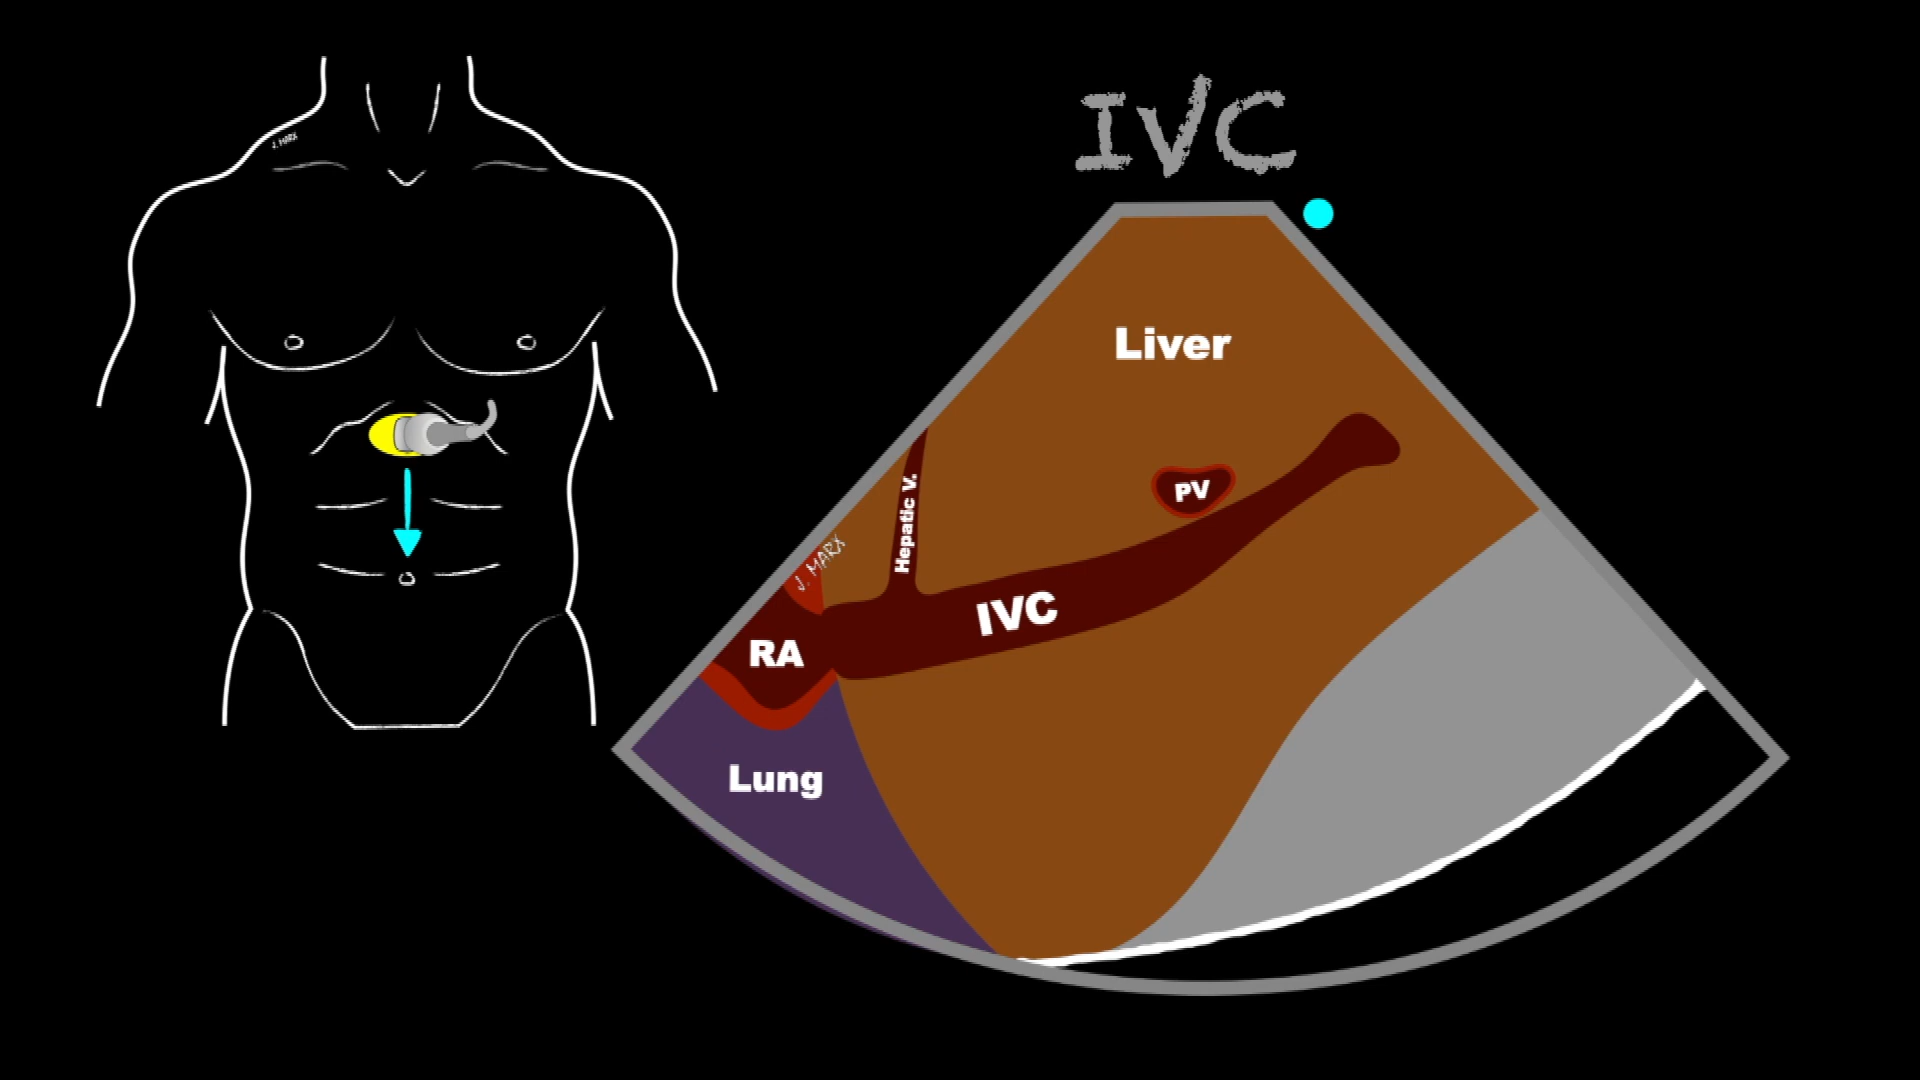 IVC
J. MARX
Liver
Hepatic V.
PV
J. MARX
IVC
RA
Lung